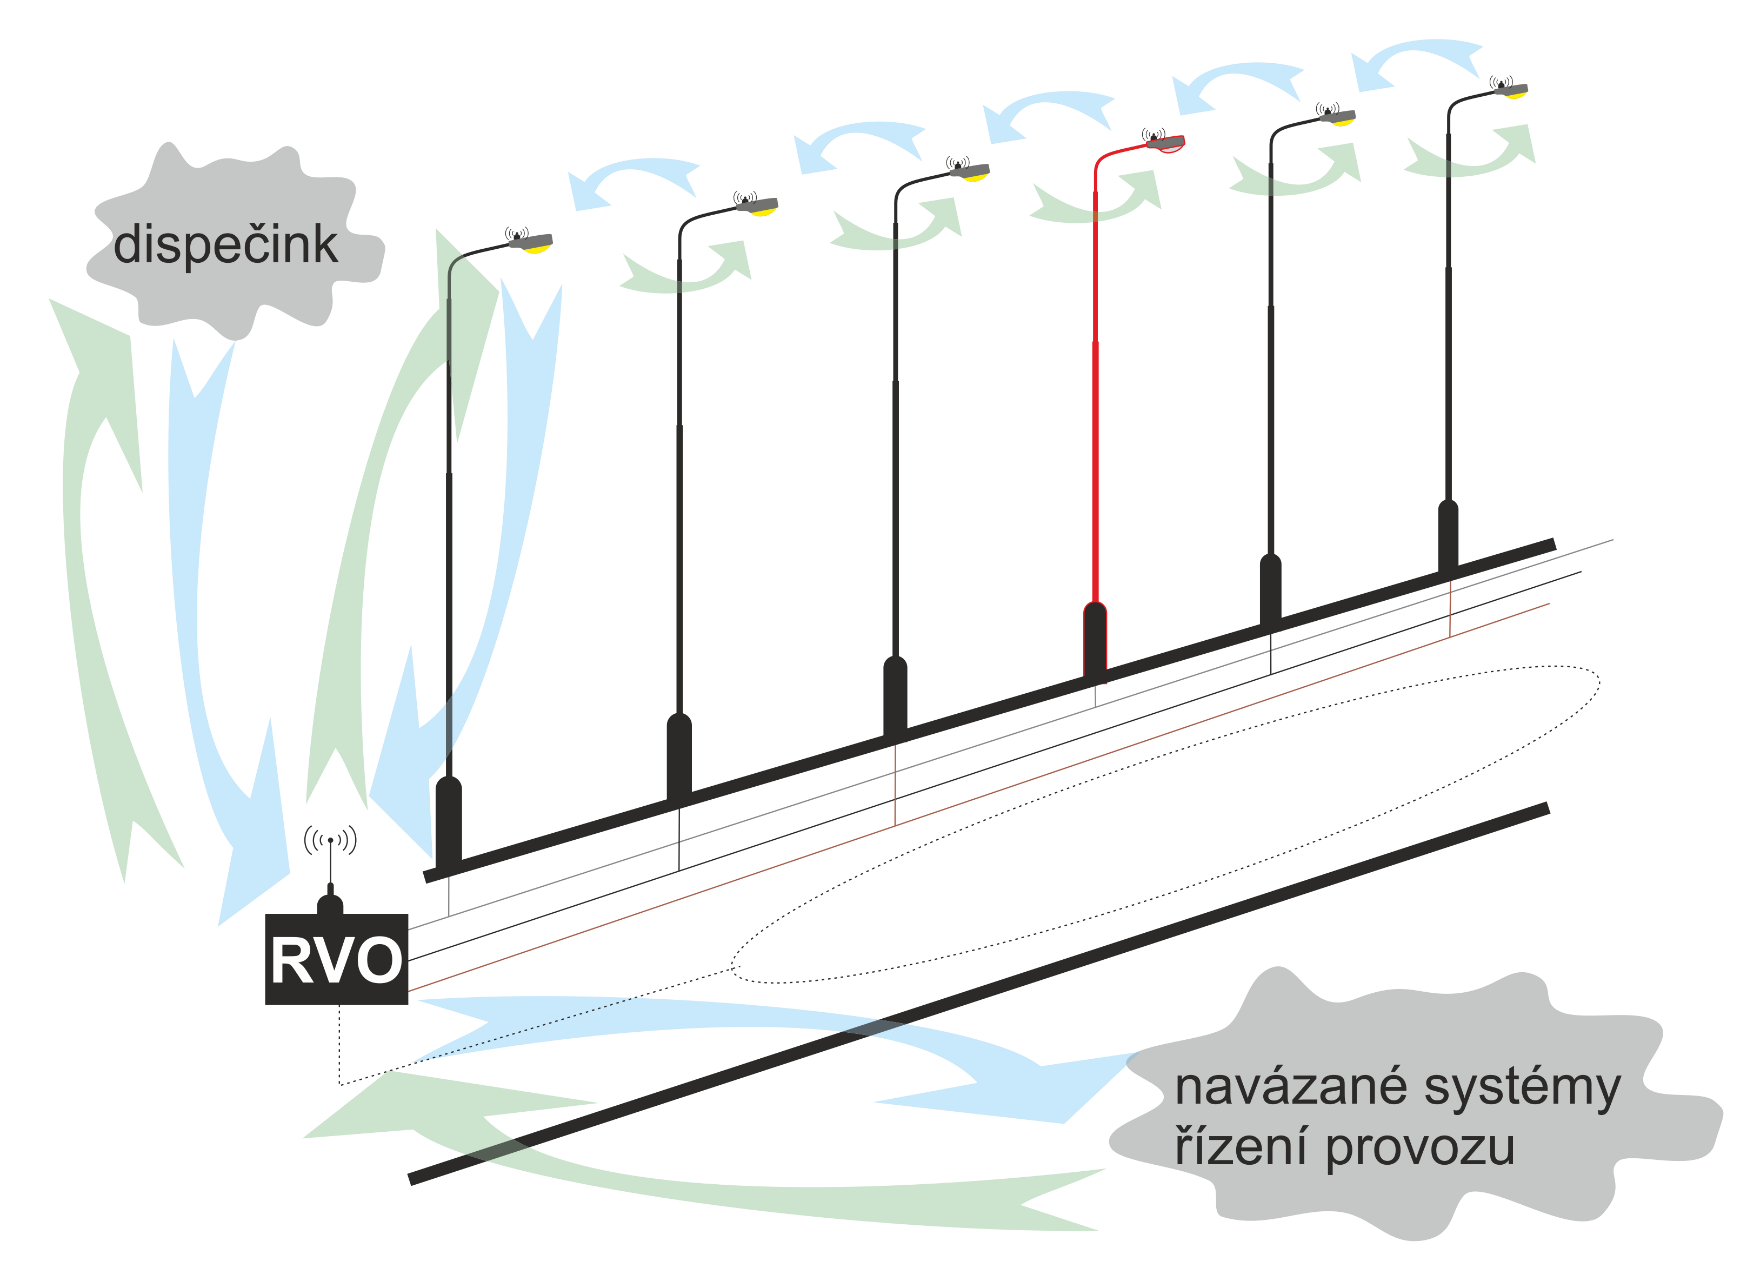 dispečink
RVO
navázané systémy
řízení provozu